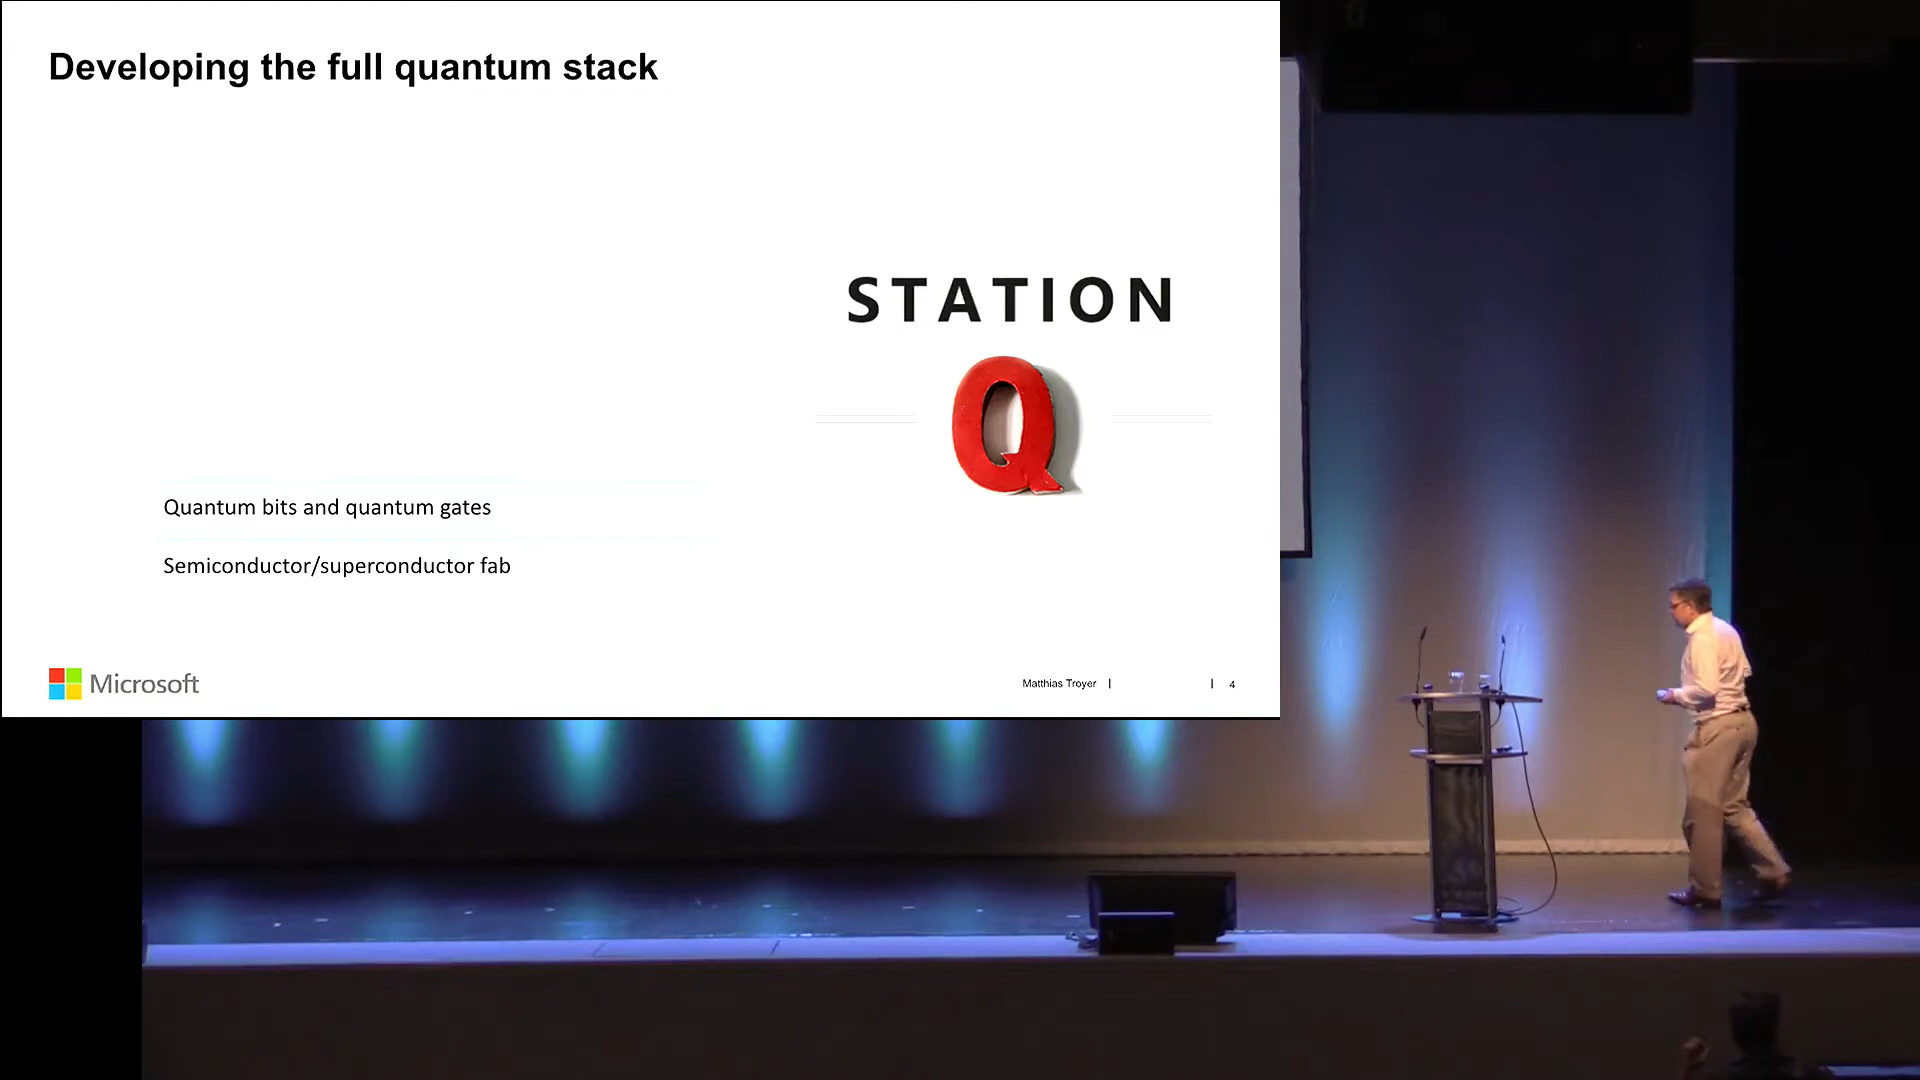 Developing the full quantum stack
STATION
Q
Quantum bits and quantum gates
Semiconductor/superconductor fab
Microsoft
Matthias Troyer | | 4